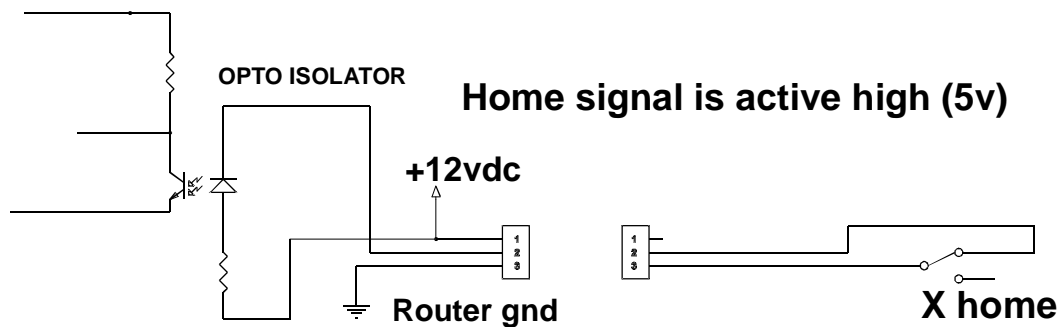 OPTO ISOLATOR
Home signal is active high (5v)
+12vdc
1
2
3
1
2
3
Router gnd
X home